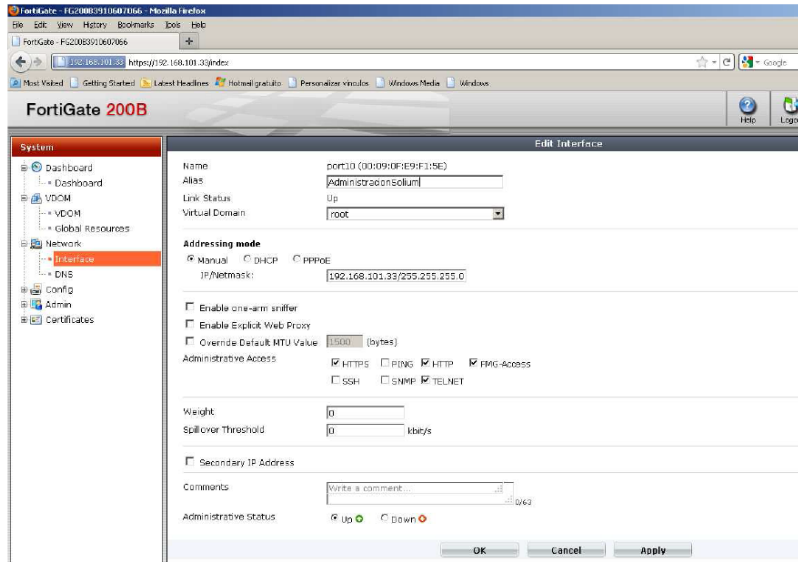 FortiGate - FG200B3910607066 - Mozilla Firefox
File Edit View History Bookmarks Tools Help
FortiGate - FG200B3910607066 +
192.168.101.33 https://192.168.101.33/index
Google
Most Visited Getting Started Latest Headlines Hotmail gratuito Personalizar vínculos Windows Media Windows
FortiGate 200B
Help
System
Edit Interface
Dashboard
Dashboard
VDOM
VDOM
Global Resources
Network
Interface
DNS
Config
Admin
Certificates
Name port10 (00:09:0F:E9:F1:5E)
Alias AdministracionSolium
Link Status Up
Virtual Domain root
Addressing mode
Manual DHCP PPPoE
IP/Netmask: 192.168.101.33/255.255.255.0
Enable one-arm sniffer
Enable Explicit Web Proxy
Override Default MTU Value 1500 (bytes)
Administrative Access HTTPS PING HTTP FMG-Access
SSH SNMP TELNET
Weight 0
Spillover Threshold 0 kbit/s
Secondary IP Address
Comments Write a comment... 0/63
Administrative Status Up Down
OK Cancel Apply